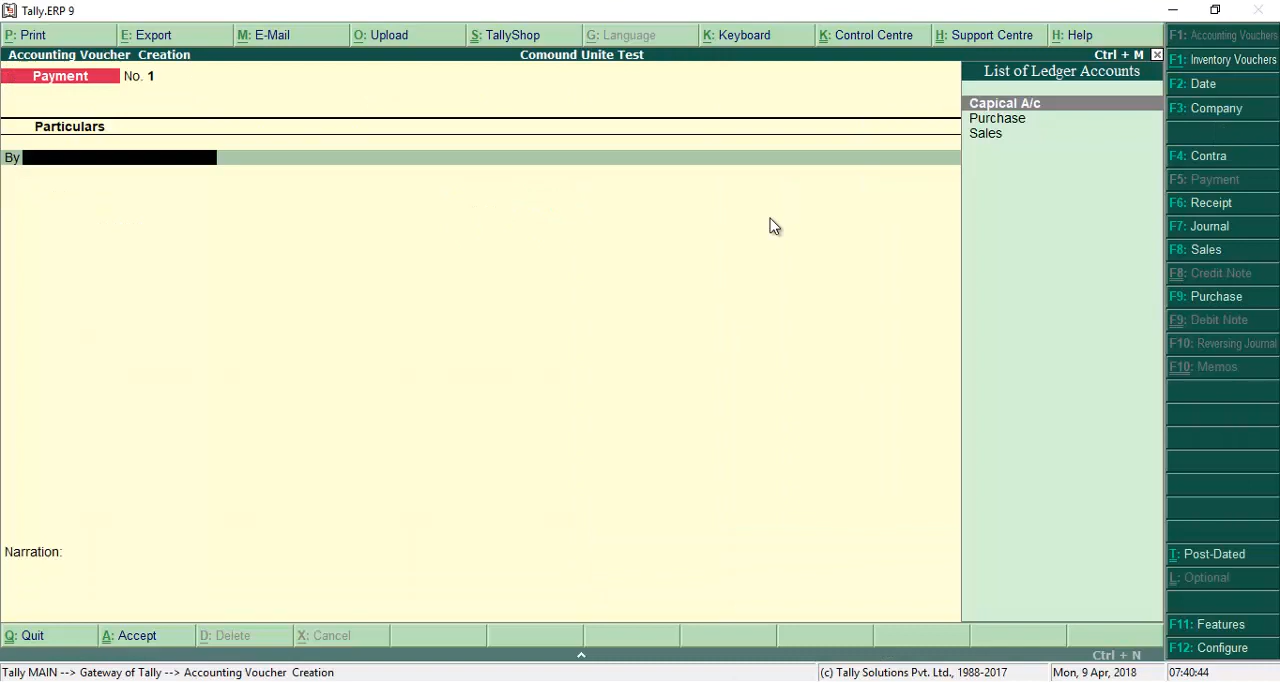 Tally.ERP 9
P: Print
E: Export
M: E-Mail
O: Upload
S: TallyShop
G: Language
K: Keyboard
K: Control Centre
H: Support Centre
H: Help
Accounting Voucher Creation
Comound Unite Test
Ctrl + M
Payment No. 1
Particulars
By
Narration:
List of Ledger Accounts
Capical A/c
Purchase
Sales
F1: Accounting Vouchers
F1: Inventory Vouchers
F2: Date
F3: Company
F4: Contra
F5: Payment
F6: Receipt
F7: Journal
F8: Sales
F8: Credit Note
F9: Purchase
F9: Debit Note
F10: Reversing Journal
F10: Memos
T: Post-Dated
L: Optional
F11: Features
F12: Configure
Q: Quit
A: Accept
D: Delete
X: Cancel
Ctrl + N
Tally MAIN --> Gateway of Tally --> Accounting Voucher Creation
(c) Tally Solutions Pvt. Ltd., 1988-2017
Mon, 9 Apr, 2018
07:40:44